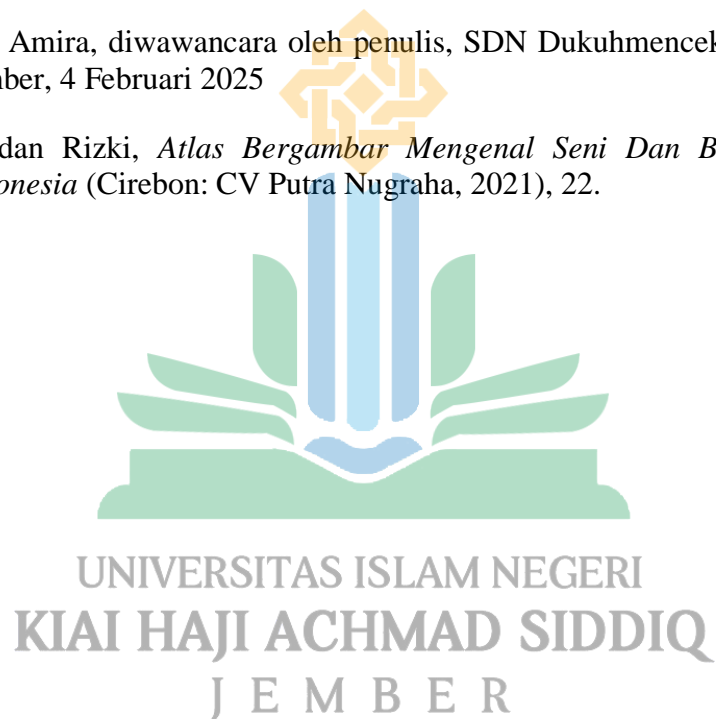 Amira, diwawancara oleh penulis, SDN Dukuhmencek
ber, 4 Februari 2025
dan Rizki, Atlas Bergambar Mengenal Seni Dan B
onesia (Cirebon: CV Putra Nugraha, 2021), 22.
UNIVERSITAS ISLAM NEGERI
KIAI HAJI ACHMAD SIDDIQ
JEMBER